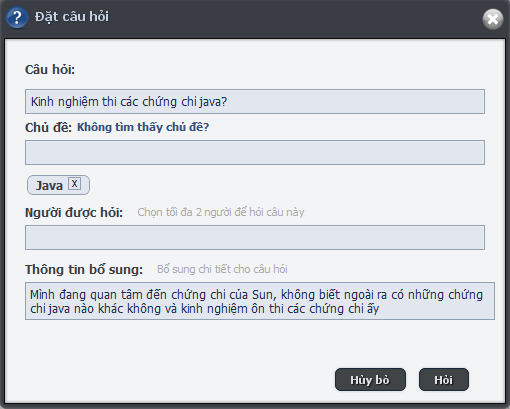 Đặt câu hỏi
Câu hỏi:
Kinh nghiệm thi các chứng chỉ java?
Chủ đề: Không tìm thấy chủ đề?
Java X
Người được hỏi: Chọn tối đa 2 người để hỏi câu này
Thông tin bổ sung: Bổ sung chi tiết cho câu hỏi
Mình đang quan tâm đến chứng chỉ của Sun, không biết ngoài ra có những chứng
chỉ java nào khác không và kinh nghiệm ôn thi các chứng chỉ ấy
Hủy bỏ Hỏi